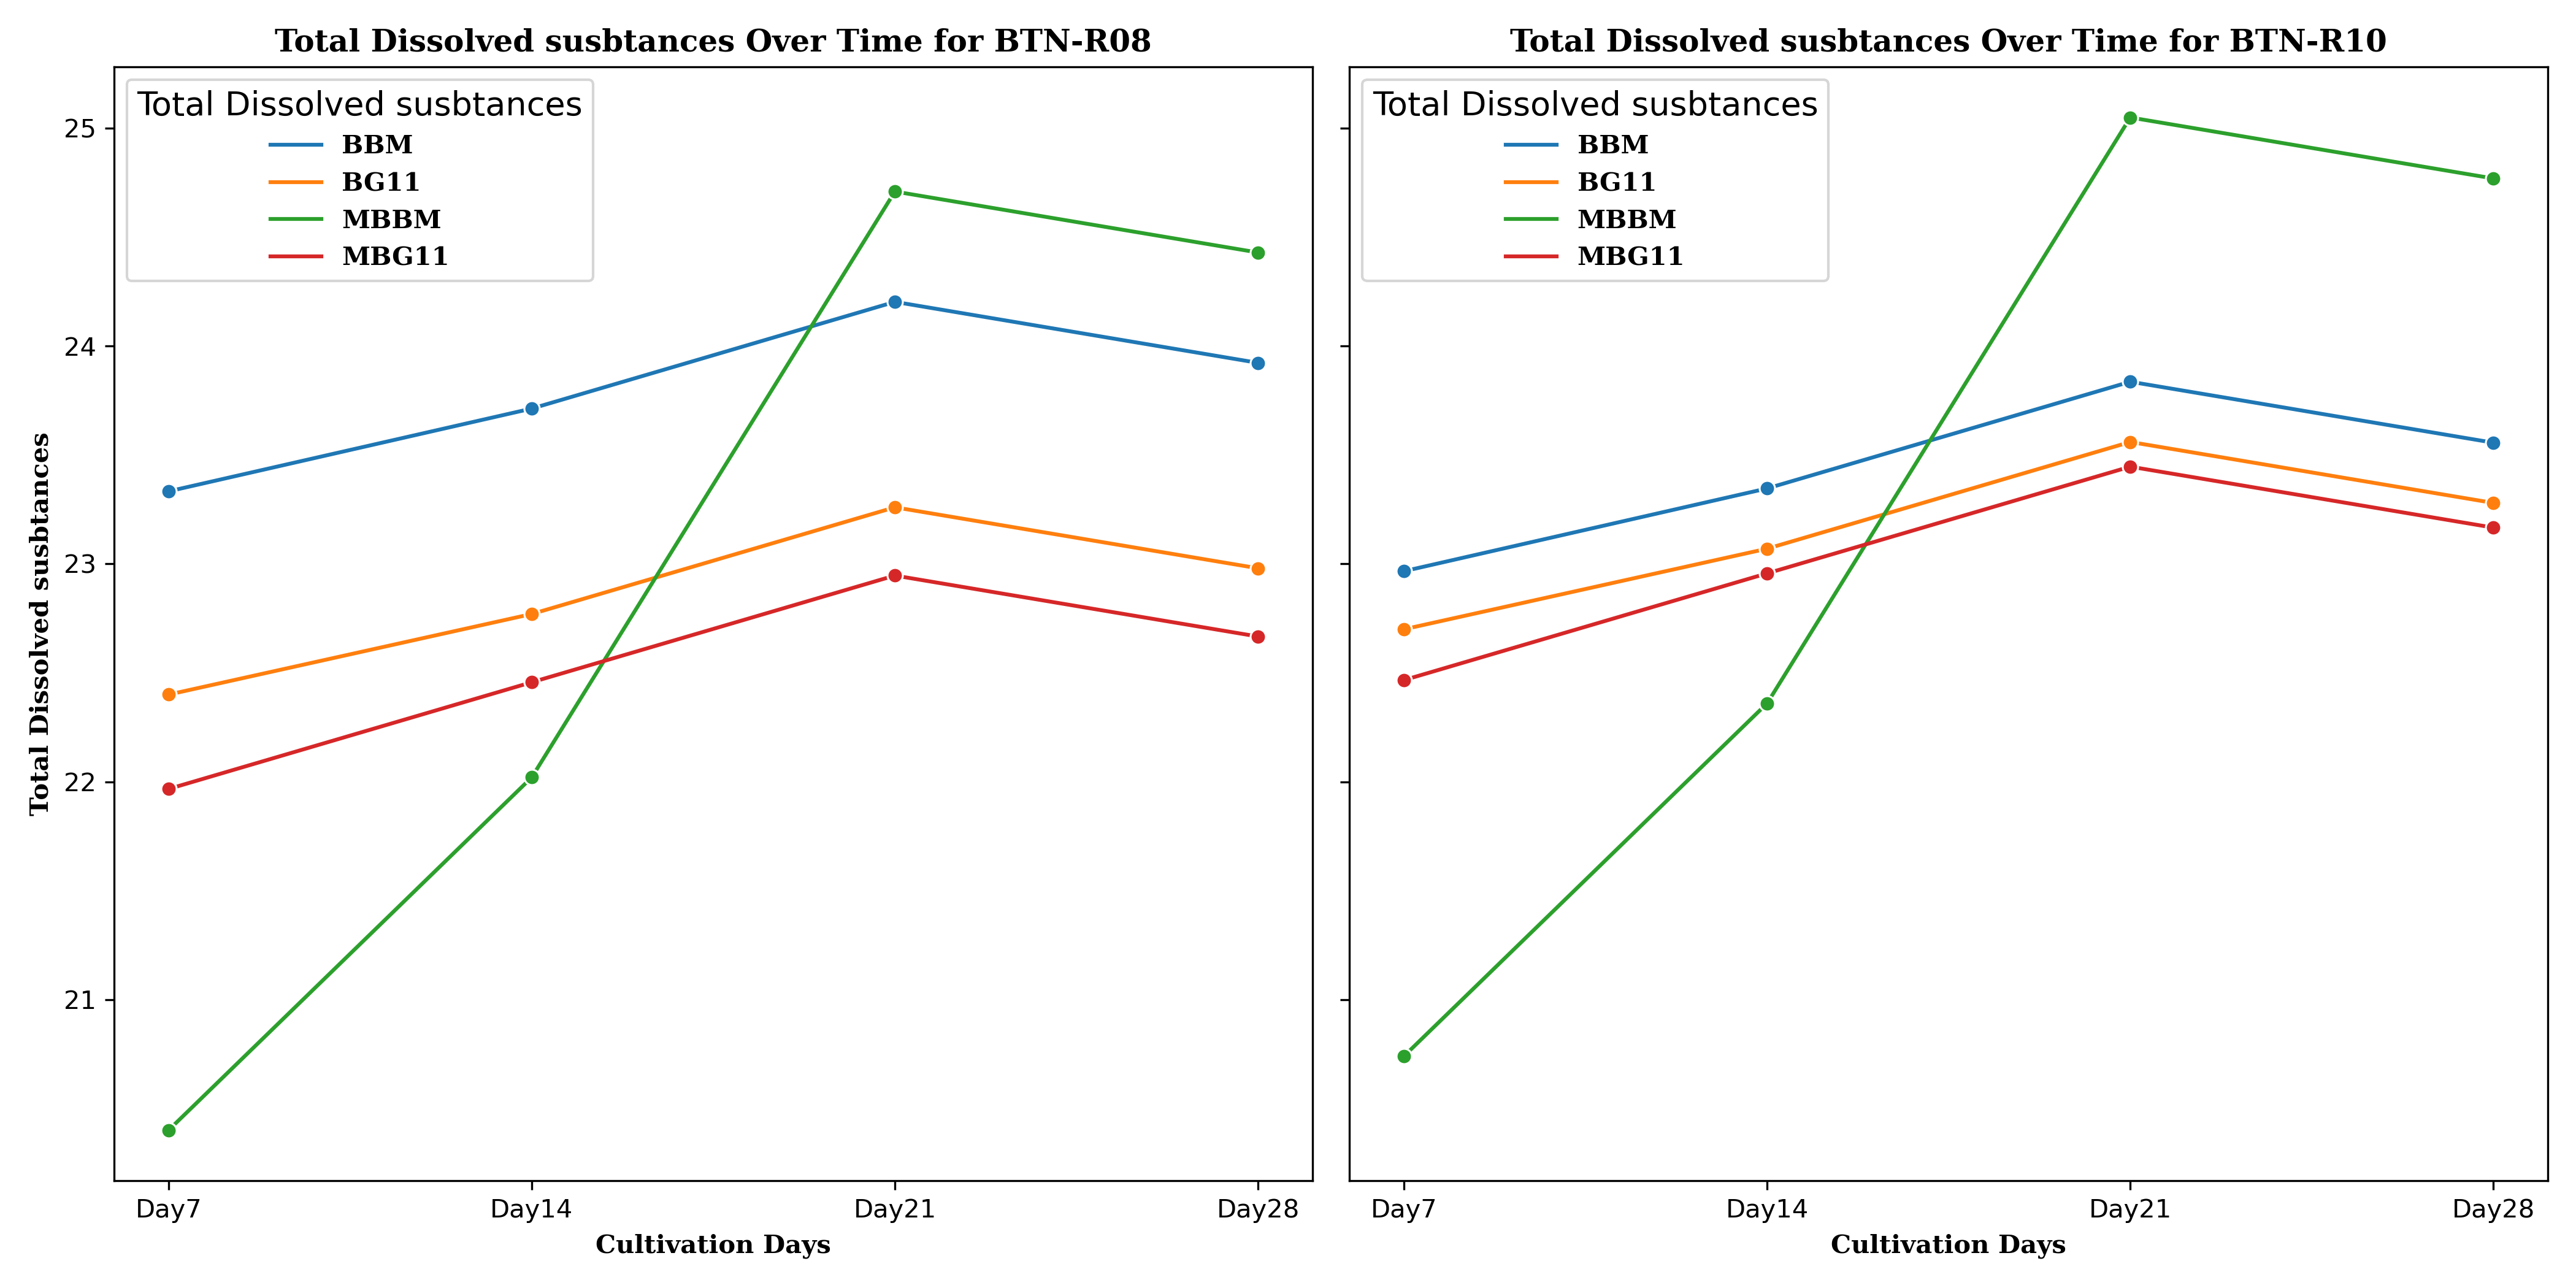 Total Dissolved susbtances Over Time for BTN-R08
Total Dissolved susbtances
BBM
BG11
MBBM
MBG11
25
24
23
22
21
Total Dissolved susbtances
Day7
Day14
Day21
Day28
Cultivation Days
Total Dissolved susbtances Over Time for BTN-R10
Total Dissolved susbtances
BBM
BG11
MBBM
MBG11
Day7
Day14
Day21
Day28
Cultivation Days